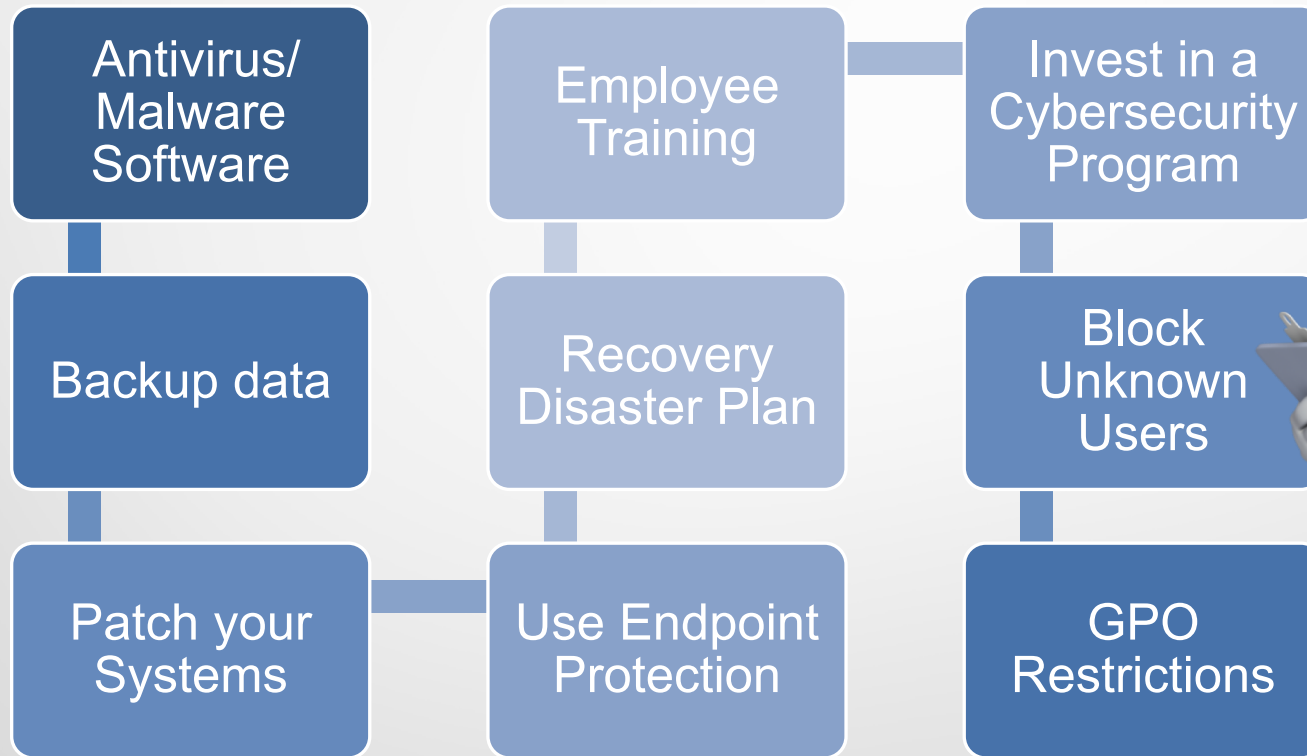 Antivirus/
Malware
Software
Backup data
Patch your
Systems
Use Endpoint
Protection
Recovery
Disaster Plan
Employee
Training
Invest in a
Cybersecurity
Program
Block
Unknown
Users
GPO
Restrictions